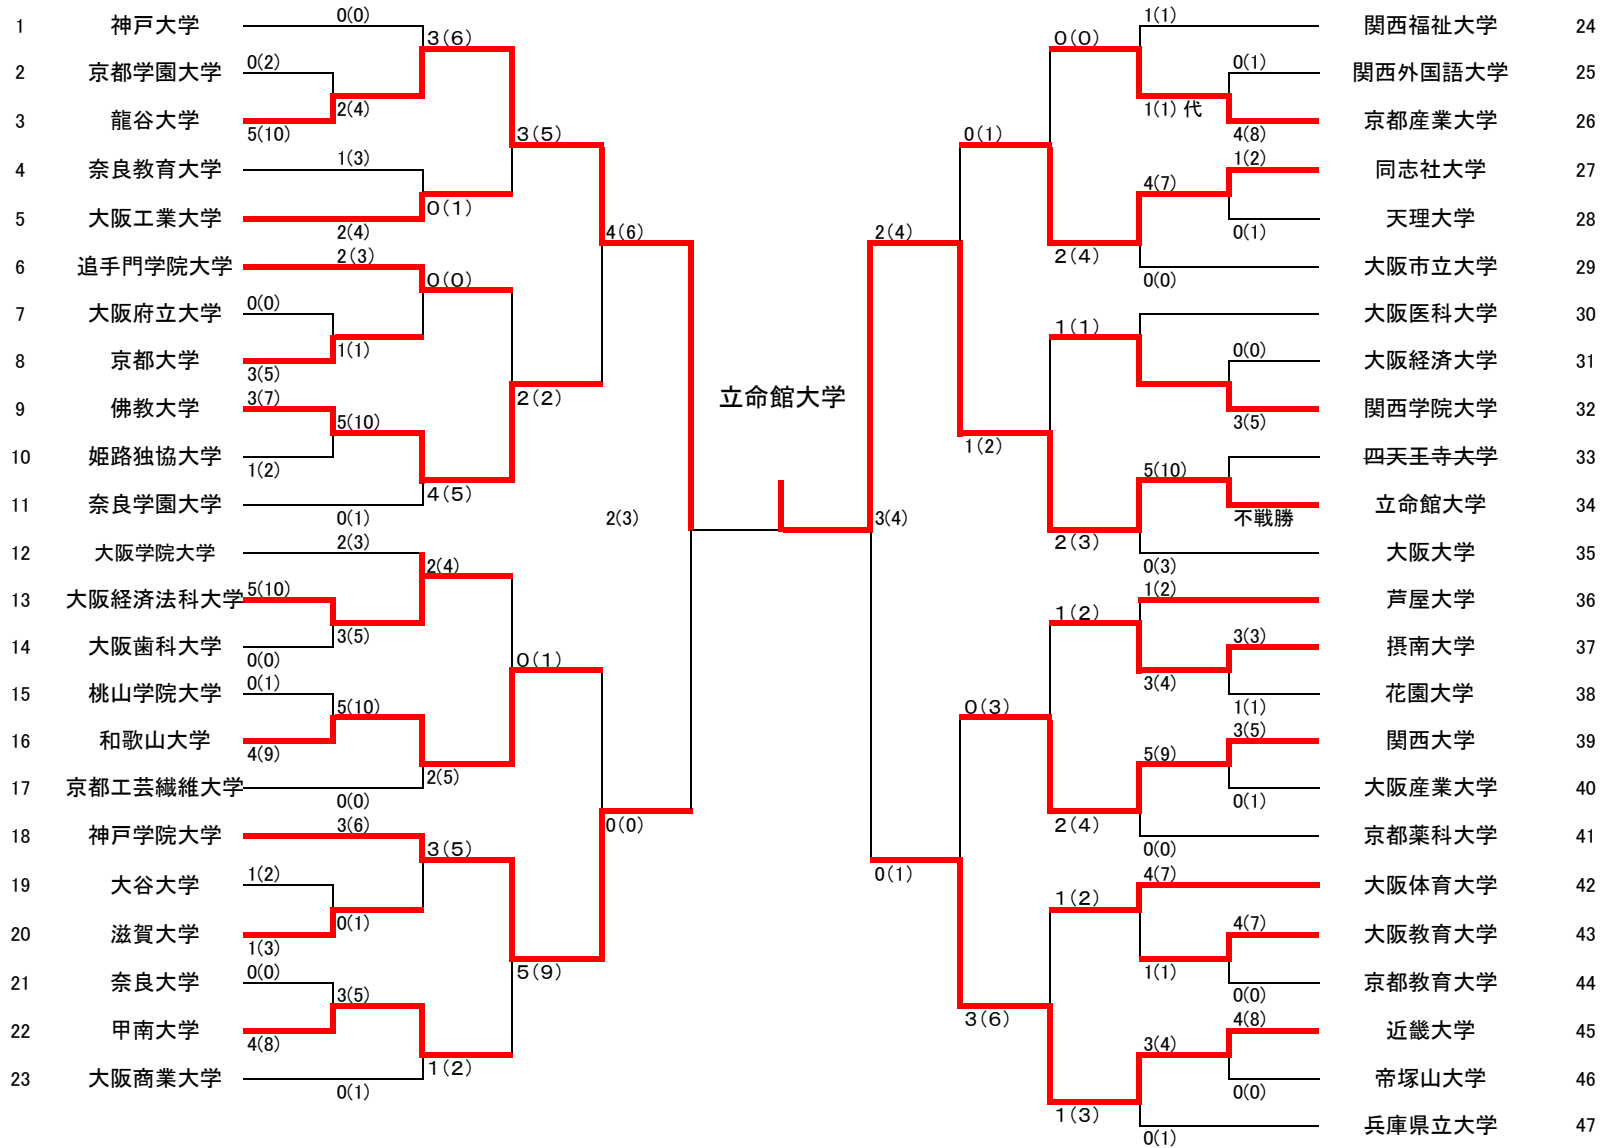 1 神戸大学 0(0)
3(6)
2 京都学園大学 0(2)
2(4)
3 龍谷大学 5(10)
3(5)
4 奈良教育大学 1(3)
0(1)
5 大阪工業大学 2(4)
4(6)
6 追手門学院大学 2(3)
0(0)
7 大阪府立大学 0(0)
1(1)
8 京都大学 3(5)
2(2)
9 佛教大学 3(7)
5(10)
10 姫路独協大学 1(2)
4(5)
11 奈良学園大学 0(1)
2(3)
12 大阪学院大学 2(3)
2(4)
13 大阪経済法科大学 5(10)
3(5)
14 大阪歯科大学 0(0)
0(1)
15 桃山学院大学 0(1)
5(10)
16 和歌山大学 4(9)
2(5)
17 京都工芸繊維大学 0(0)
0(0)
18 神戸学院大学 3(6)
3(5)
19 大谷大学 1(2)
0(1)
20 滋賀大学 1(3)
5(9)
21 奈良大学 0(0)
3(5)
22 甲南大学 4(8)
1(2)
23 大阪商業大学 0(1)
立命館大学
1(1) 関西福祉大学 24
0(0)
0(1) 関西外国語大学 25
1(1) 代
4(8) 京都産業大学 26
0(1)
1(2) 同志社大学 27
4(7)
0(1) 天理大学 28
2(4)
2(4)
0(0) 大阪市立大学 29
大阪医科大学 30
1(1)
0(0) 大阪経済大学 31
3(5) 関西学院大学 32
1(2)
四天王寺大学 33
5(10)
不戦勝 立命館大学 34
2(3)
3(4)
0(3) 大阪大学 35
1(2) 芦屋大学 36
1(2)
3(3) 摂南大学 37
3(4)
1(1) 花園大学 38
0(3)
3(5) 関西大学 39
5(9)
0(1) 大阪産業大学 40
2(4)
0(0) 京都薬科大学 41
0(1)
4(7) 大阪体育大学 42
1(2)
4(7) 大阪教育大学 43
1(1)
0(0) 京都教育大学 44
3(6)
4(8) 近畿大学 45
3(4)
0(0) 帝塚山大学 46
1(3)
0(1) 兵庫県立大学 47